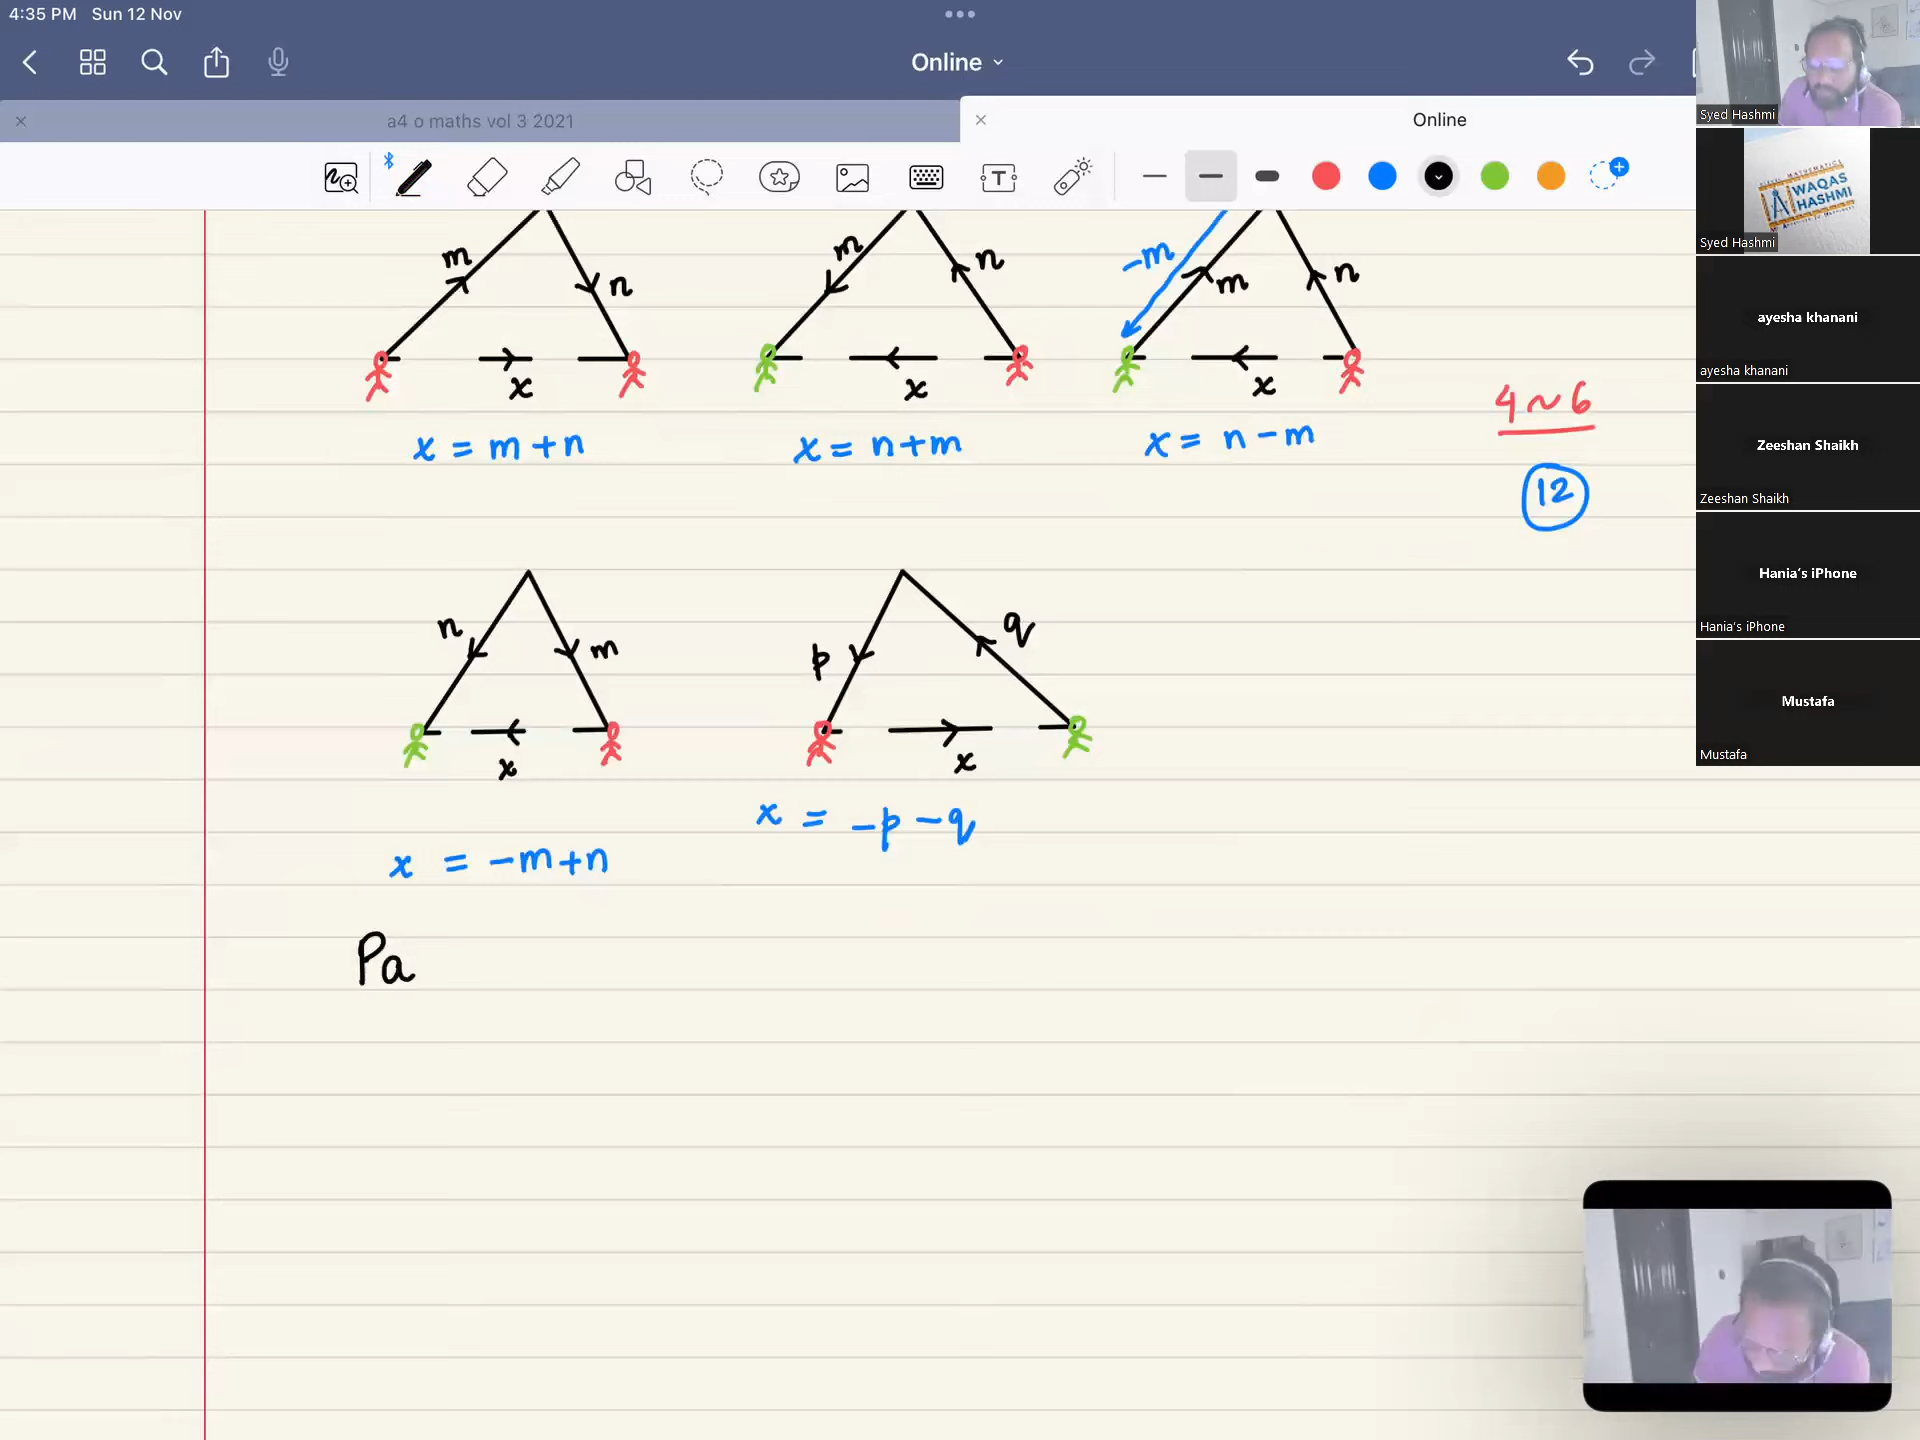 4:35 PM Sun 12 Nov
Online
a4 o maths vol 3 2021
Online
m n x
m n x
-m m n x
x = m + n
x = n + m
x = n - m
4 ~ 6
12
n m x
p q x
x = -m + n
x = -p - q
Pa
Syed Hashmi
WAQAS
HASHMI
Syed Hashmi
ayesha khanani
ayesha khanani
Zeeshan Shaikh
Zeeshan Shaikh
Hania's iPhone
Hania's iPhone
Mustafa
Mustafa